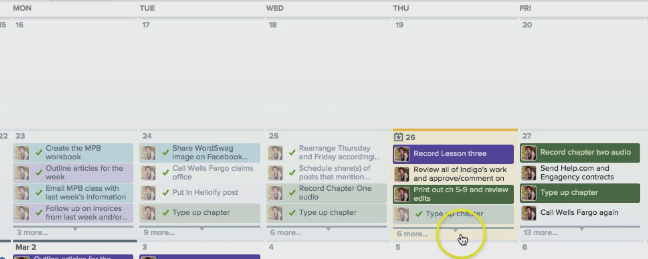 MON TUE WED THU FRI
15 16 17 18 19 20
22 23 24 25 26 27
Create the MPB
workbook
Outline articles for the
week
Email MPB class with
last week's information
Follow up on invoices
from last week and/or...
3 more...
Share WordSwag
image on Facebook...
Call Wells Fargo claims
office
Put in Hellofify post
Type up chapter
9 more...
Rearrange Thursday
and Friday accordingl...
Schedule share(s) of
posts that mention...
Record Chapter One
audio
Type up chapter
6 more...
Record Lesson three
Review all of Indigo's work
and approve/comment on
Print out ch 5-9 and review
edits
Type up chapter
6 more...
Record chapter two audio
Send Help.com and
Engagency contracts
Type up chapter
Call Wells Fargo again
13 more...
Mar 2 3 4 5 6
Outline articles for the